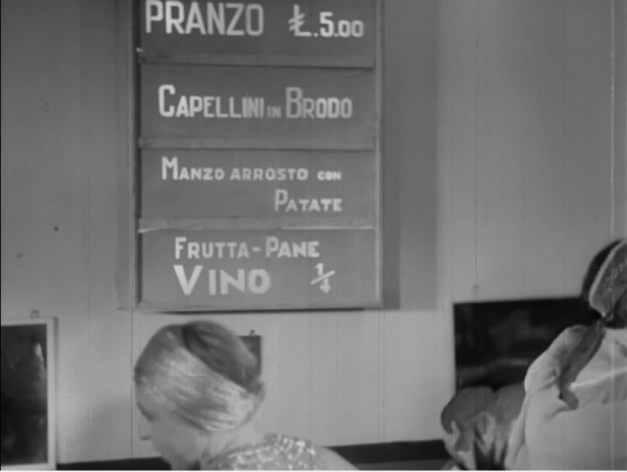 PRANZO Ł.5.00
CAPELLINI IN BRODO
MANZO ARROSTO CON
PATATE
FRUTTA-PANE
VINO 1/4